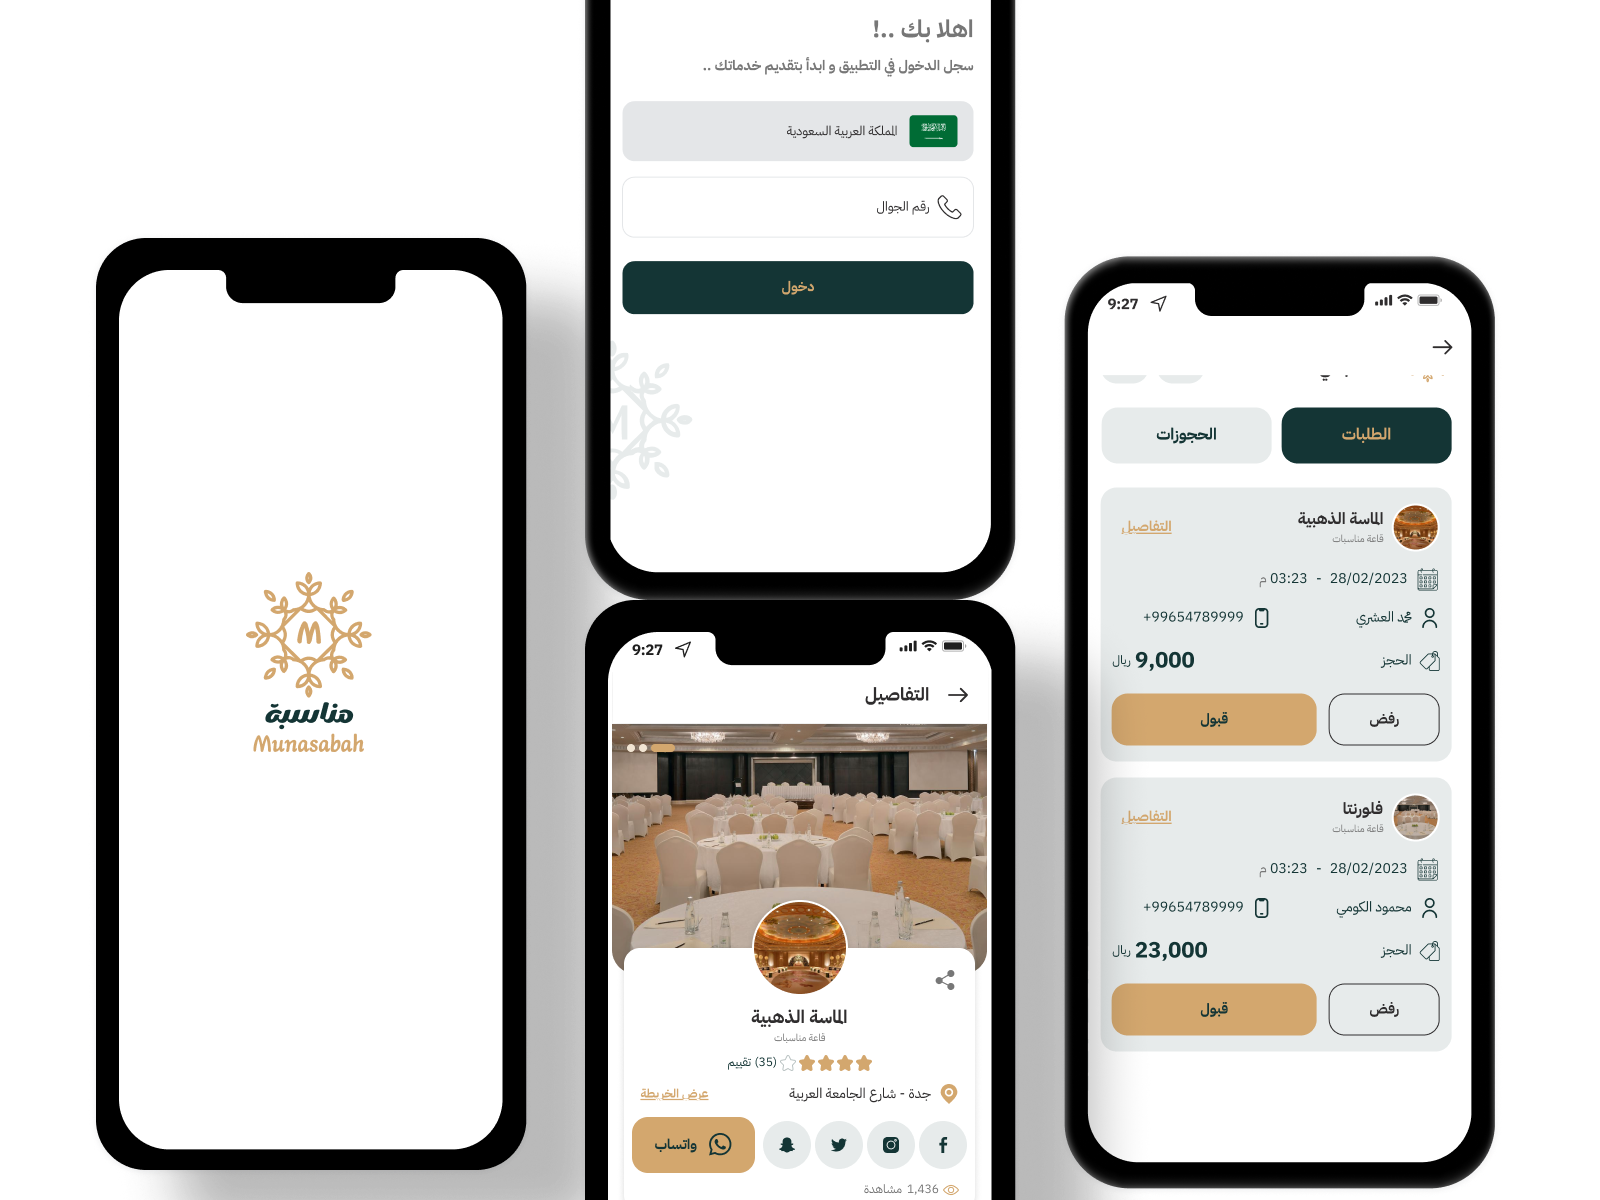 M
مناسبة
Munasabah
اهلا بك ..!
سجل الدخول في التطبيق و ابدأ بتقديم خدماتك ..
المملكة العربية السعودية
رقم الجوال
دخول
M
9:27
التفاصيل
الماسة الذهبية
قاعة مناسبات
(35) تقييم
جدة - شارع الجامعة العربية
عرض الخريطة
واتساب
1,436 مشاهدة
9:27
الطلبات
الحجوزات
الماسة الذهبية
قاعة مناسبات
التفاصيل
28/02/2023 - 03:23 م
محمد العشري
+99654789999
الحجز
9,000 ريال
رفض
قبول
فلورنتا
قاعة مناسبات
التفاصيل
28/02/2023 - 03:23 م
محمود الكومي
+99654789999
الحجز
23,000 ريال
رفض
قبول